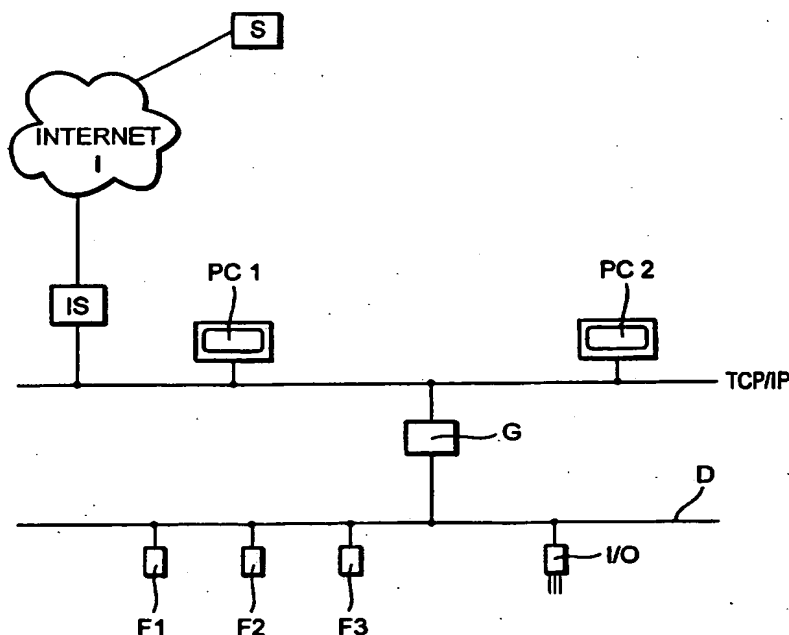 S
INTERNET
I
PC 1
PC 2
IS
TCP/IP
G
D
I/O
F1
F2
F3